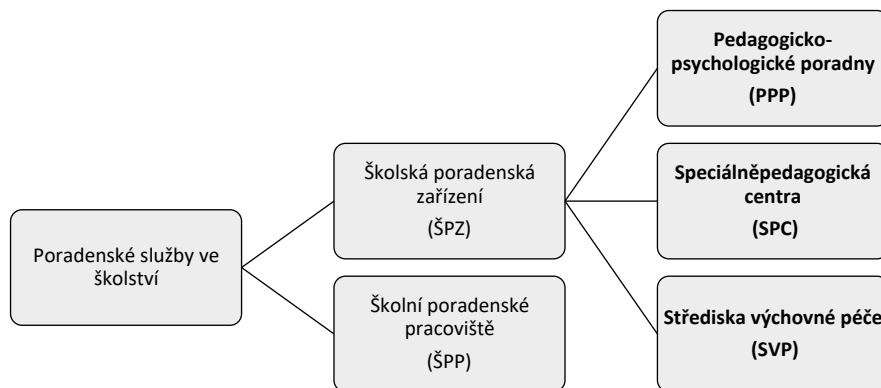 Poradenské služby ve
školství
Školská poradenská
zařízení
(ŠPZ)
Školní poradenské
pracoviště
(ŠPP)
Pedagogicko-
psychologické poradny
(PPP)
Speciálněpedagogická
centra
(SPC)
Střediska výchovné péče
(SVP)